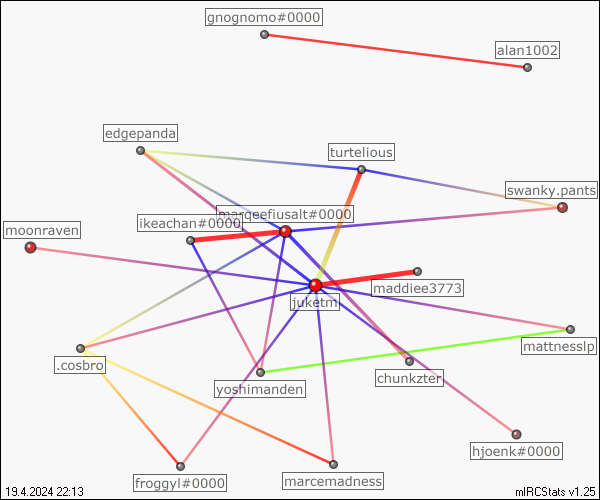 gnognomo#0000
alan1002
edgepanda
turtelious
swanky.pants
marqeefiusalt#0000
ikeachan#0000
moonraven
maddiee3773
juketm
mattnesslp
.cosbro
chunkzter
yoshimanden
hjoenk#0000
froggyl#0000
marcemadness
19.4.2024 22:13
mIRCStats v1.25